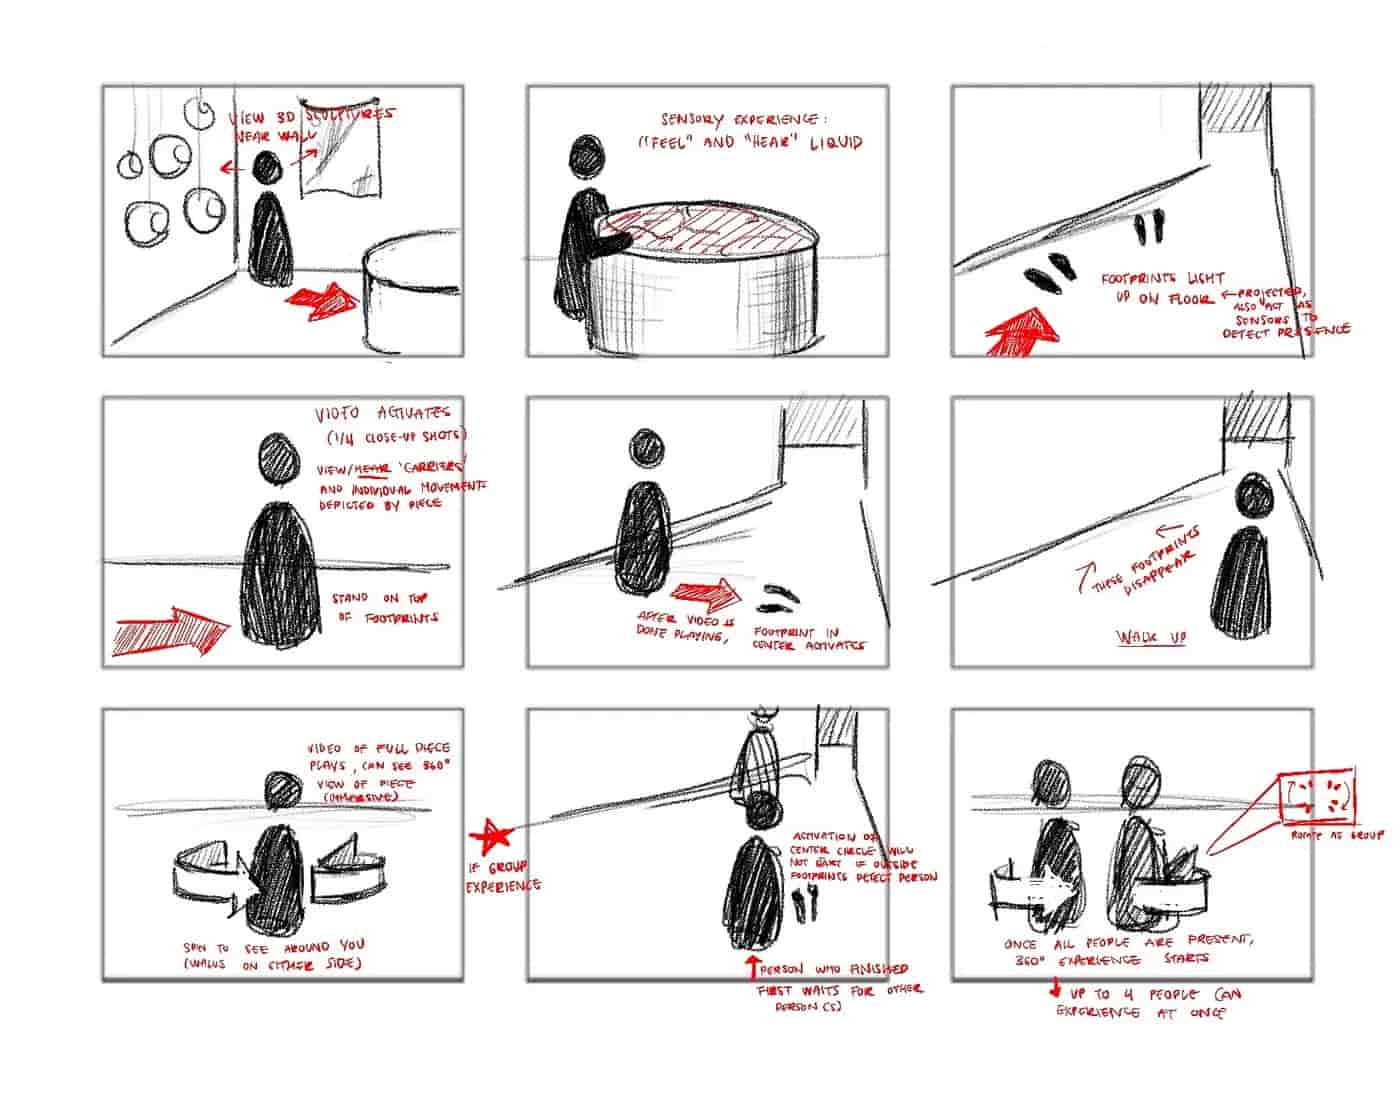 VIEW 3D SCULPTURES
NEAR WALL
SENSORY EXPERIENCE:
"FEEL" AND "HEAR" LIQUID
FOOTPRINTS LIGHT
UP ON FLOOR
PROJECTED,
ALSO ACT AS
SENSORS TO
DETECT PRESENCE
VIDEO ACTIVATES
(1/4 CLOSE-UP SHOTS)
VIEW/HEAR 'CARRIERS'
AND INDIVIDUAL MOVEMENTS
DEPICTED BY PIECE
STAND ON TOP
OF FOOTPRINTS
AFTER VIDEO IS
DONE PLAYING,
FOOTPRINT IN
CENTER ACTIVATES
THESE FOOTPRINTS
DISAPPEAR
WALK UP
VIDEO OF FULL PIECE
PLAYS, CAN SEE 360°
VIEW OF PIECE
(IMMERSIVE)
SPIN TO SEE AROUND YOU
(WALLS ON EITHER SIDE)
IF GROUP
EXPERIENCE
ACTIVATION OF
CENTER CIRCLE WILL
NOT START IF OUTSIDE
FOOTPRINTS DETECT PERSON
PERSON WHO FINISHED
FIRST WAITS FOR OTHER
PERSON(S)
ROTATE AS GROUP
ONCE ALL PEOPLE ARE PRESENT,
360° EXPERIENCE STARTS
UP TO 4 PEOPLE CAN
EXPERIENCE AT ONCE